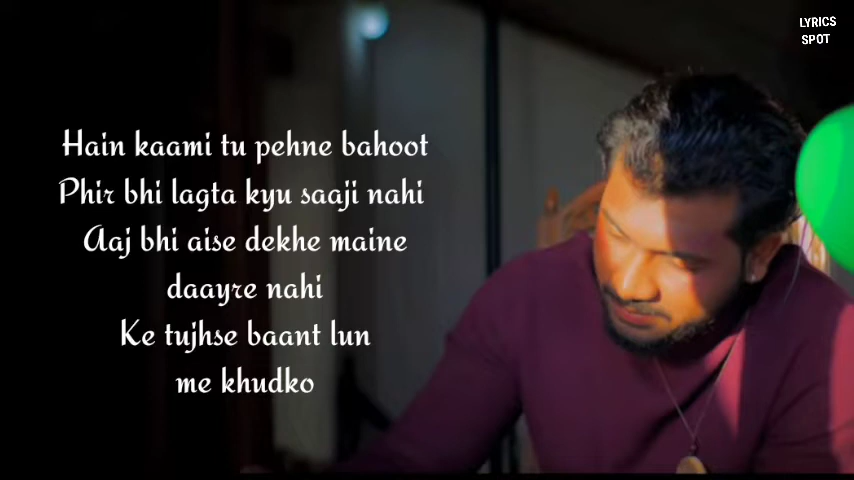 LYRICS
SPOT
Hain kaami tu pehne bahoot
Phir bhi lagta kyu saaji nahi
Aaj bhi aise dekhe maine
daayre nahi
Ke tujhse baant lun
me khudko